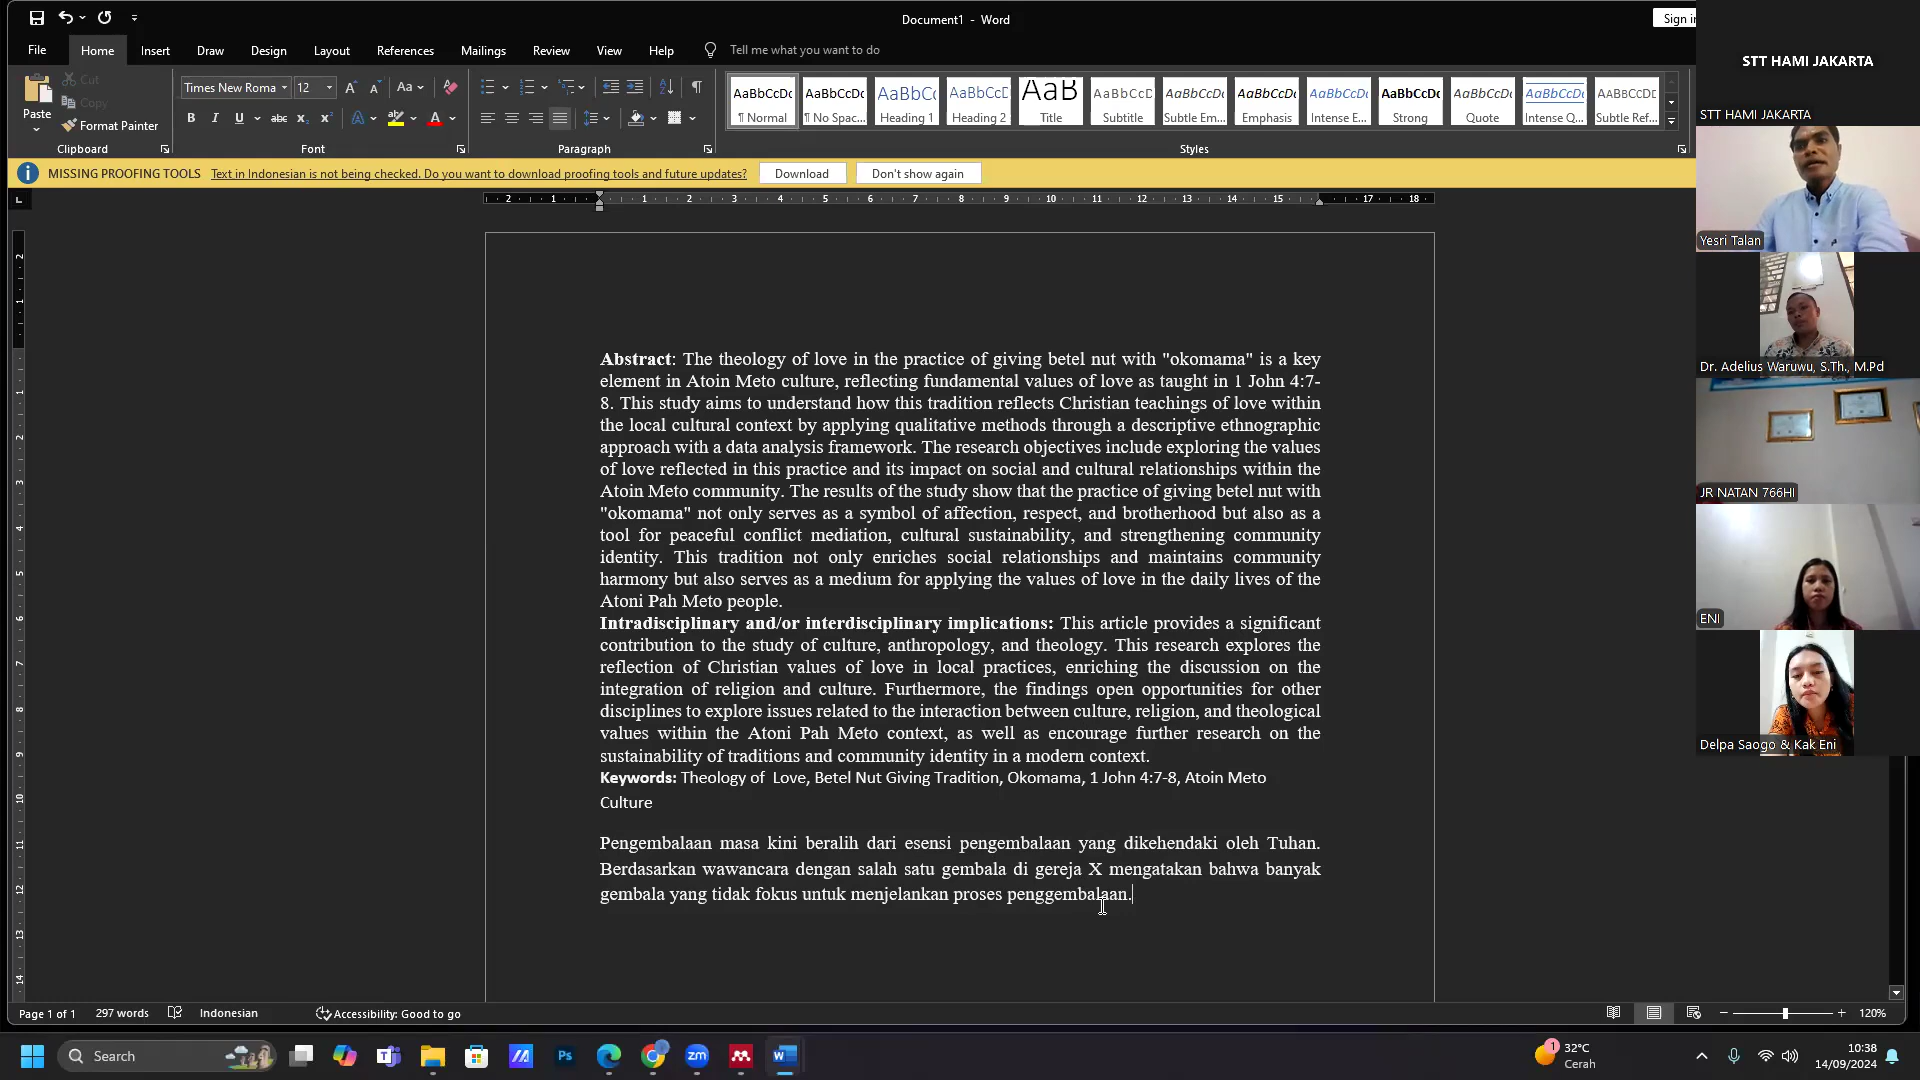 Document1 - Word
Sign in
File Home Insert Draw Design Layout References Mailings Review View Help Tell me what you want to do
Paste
Cut
Copy
Format Painter
Clipboard
Times New Roma 12
Font
Paragraph
AaBbCcDc AaBbCcDc AaBbCc AaBbCcD AaB AaBbCcD AaBbCcDc AaBbCcDc AaBbCcDc AaBbCcDc AaBbCcDc AaBbCcDc AABBCCDE
¶ Normal ¶ No Spac... Heading 1 Heading 2 Title Subtitle Subtle Em... Emphasis Intense E... Strong Quote Intense Q... Subtle Ref...
Styles
MISSING PROOFING TOOLS Text in Indonesian is not being checked. Do you want to download proofing tools and future updates? Download Don't show again
Abstract: The theology of love in the practice of giving betel nut with "okomama" is a key
element in Atoin Meto culture, reflecting fundamental values of love as taught in 1 John 4:7-
8. This study aims to understand how this tradition reflects Christian teachings of love within
the local cultural context by applying qualitative methods through a descriptive ethnographic
approach with a data analysis framework. The research objectives include exploring the values
of love reflected in this practice and its impact on social and cultural relationships within the
Atoin Meto community. The results of the study show that the practice of giving betel nut with
"okomama" not only serves as a symbol of affection, respect, and brotherhood but also as a
tool for peaceful conflict mediation, cultural sustainability, and strengthening community
identity. This tradition not only enriches social relationships and maintains community
harmony but also serves as a medium for applying the values of love in the daily lives of the
Atoni Pah Meto people.
Intradisciplinary and/or interdisciplinary implications: This article provides a significant
contribution to the study of culture, anthropology, and theology. This research explores the
reflection of Christian values of love in local practices, enriching the discussion on the
integration of religion and culture. Furthermore, the findings open opportunities for other
disciplines to explore issues related to the interaction between culture, religion, and theological
values within the Atoni Pah Meto context, as well as encourage further research on the
sustainability of traditions and community identity in a modern context.
Keywords: Theology of Love, Betel Nut Giving Tradition, Okomama, 1 John 4:7-8, Atoin Meto
Culture
Pengembalaan masa kini beralih dari esensi pengembalaan yang dikehendaki oleh Tuhan.
Berdasarkan wawancara dengan salah satu gembala di gereja X mengatakan bahwa banyak
gembala yang tidak fokus untuk menjelankan proses penggembalaan.
STT HAMI JAKARTA
STT HAMI JAKARTA
Yesri Talan
Dr. Adelius Waruwu, S.Th., M.Pd
JR NATAN 766HI
ENI
Delpa Saogo & Kak Eni
Page 1 of 1 297 words Indonesian Accessibility: Good to go 120%
Search
32°C
Cerah
10:38
14/09/2024